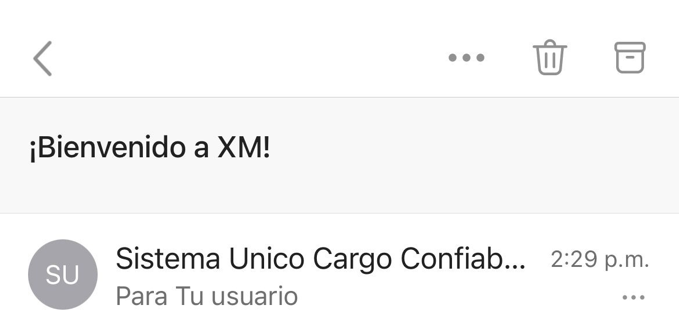 ¡Bienvenido a XM!
SU
Sistema Unico Cargo Confiab...
2:29 p.m.
Para Tu usuario